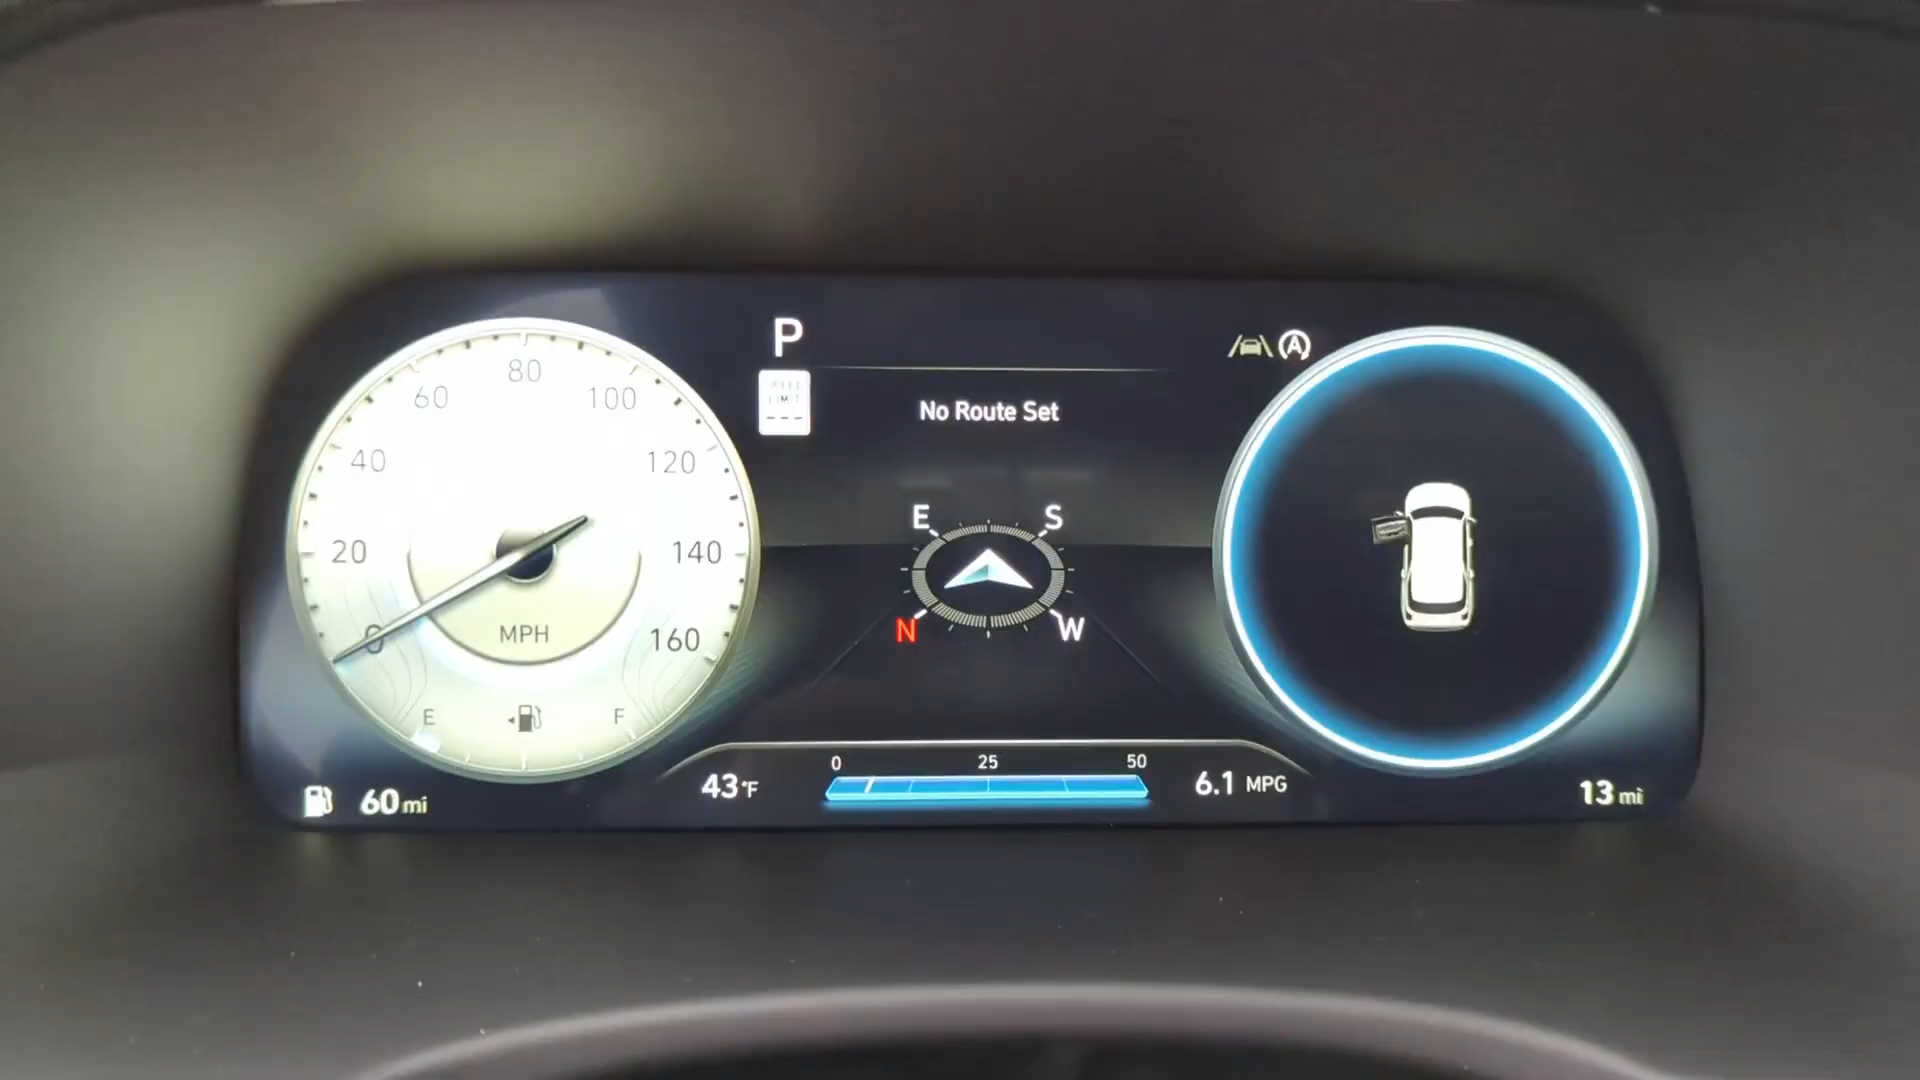 P
SPEED
LIMIT
---
No Route Set
A
0
20
40
60
80
100
120
140
160
MPH
E
F
E
S
N
W
0
25
50
43°F
6.1 MPG
60 mi
13 mi